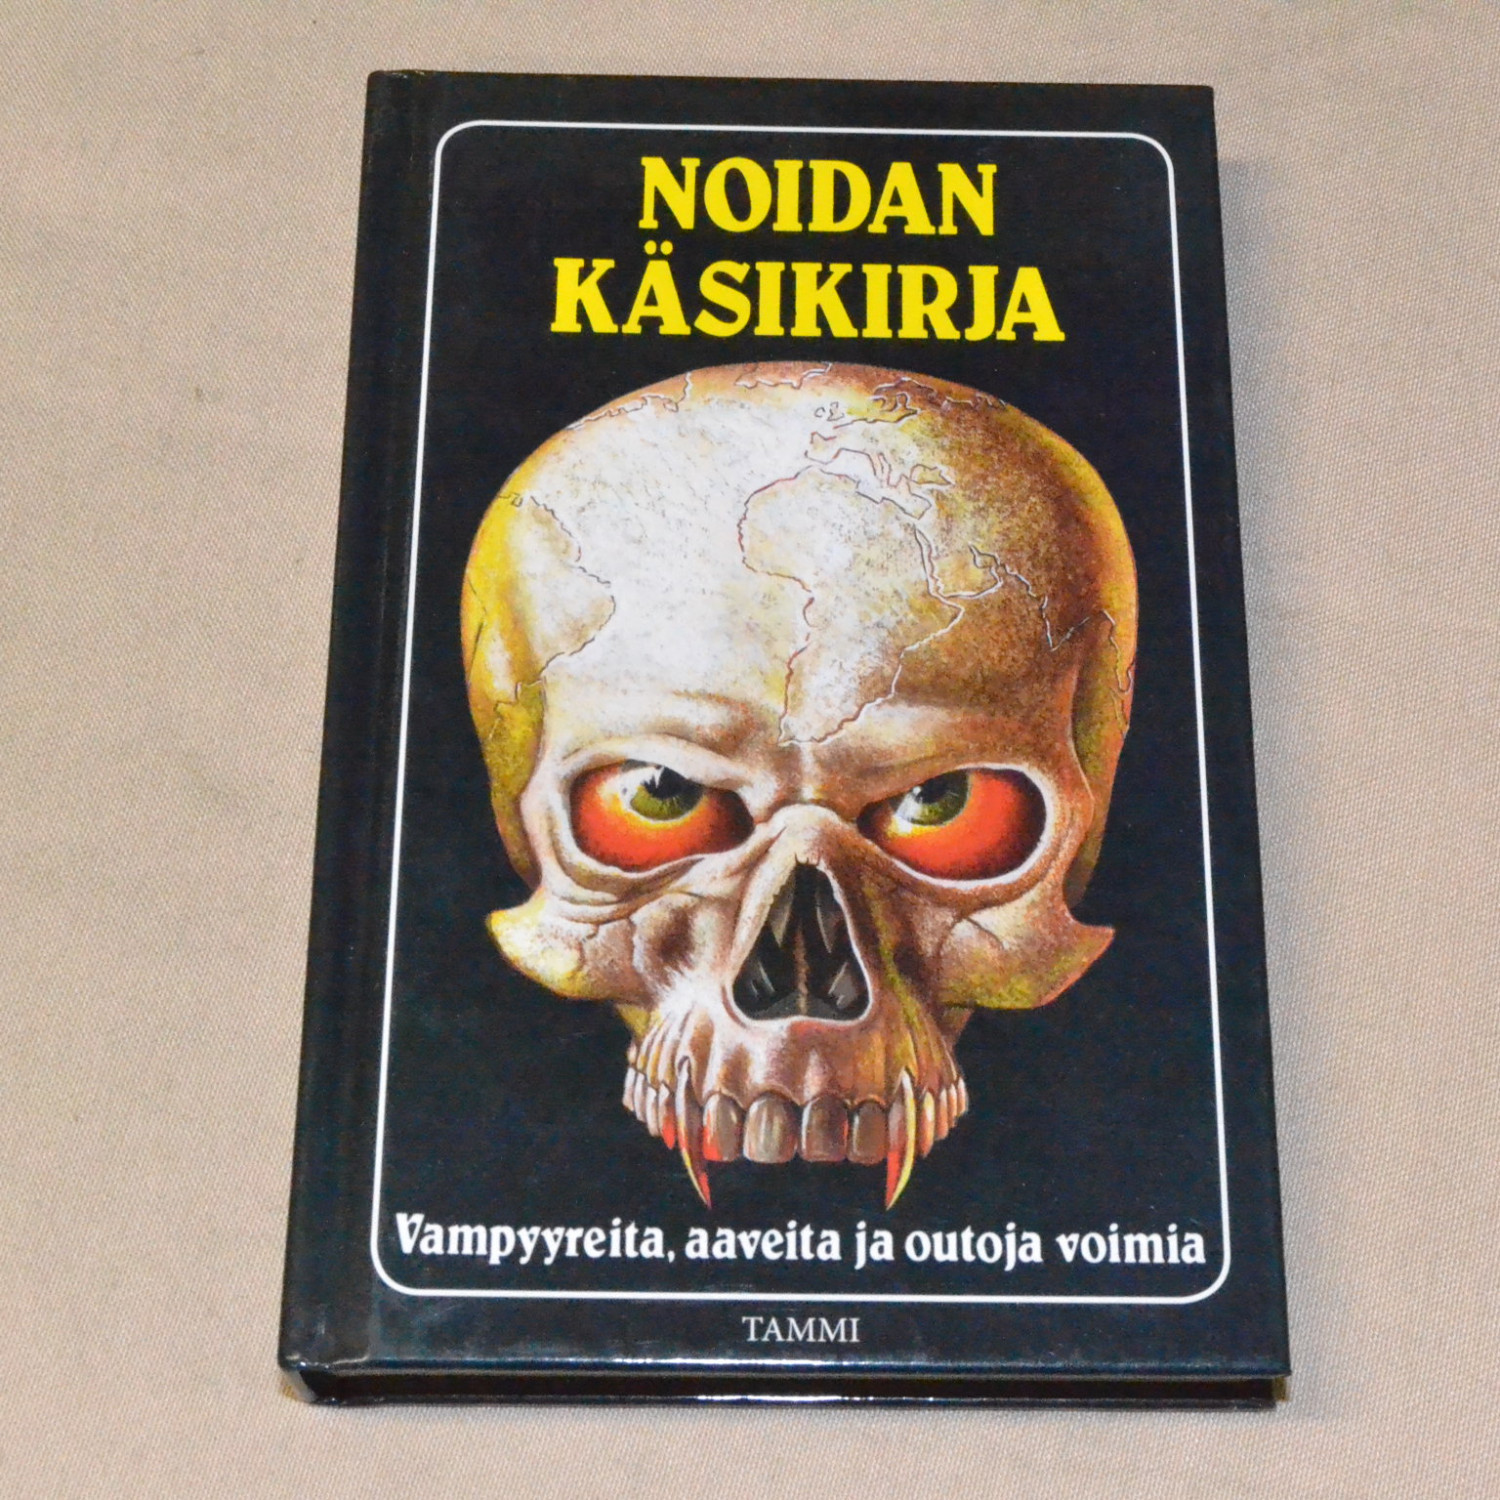 NOIDAN
KÄSIKIRJA
Vampyyreita, aaveita ja outoja voimia
TAMMI